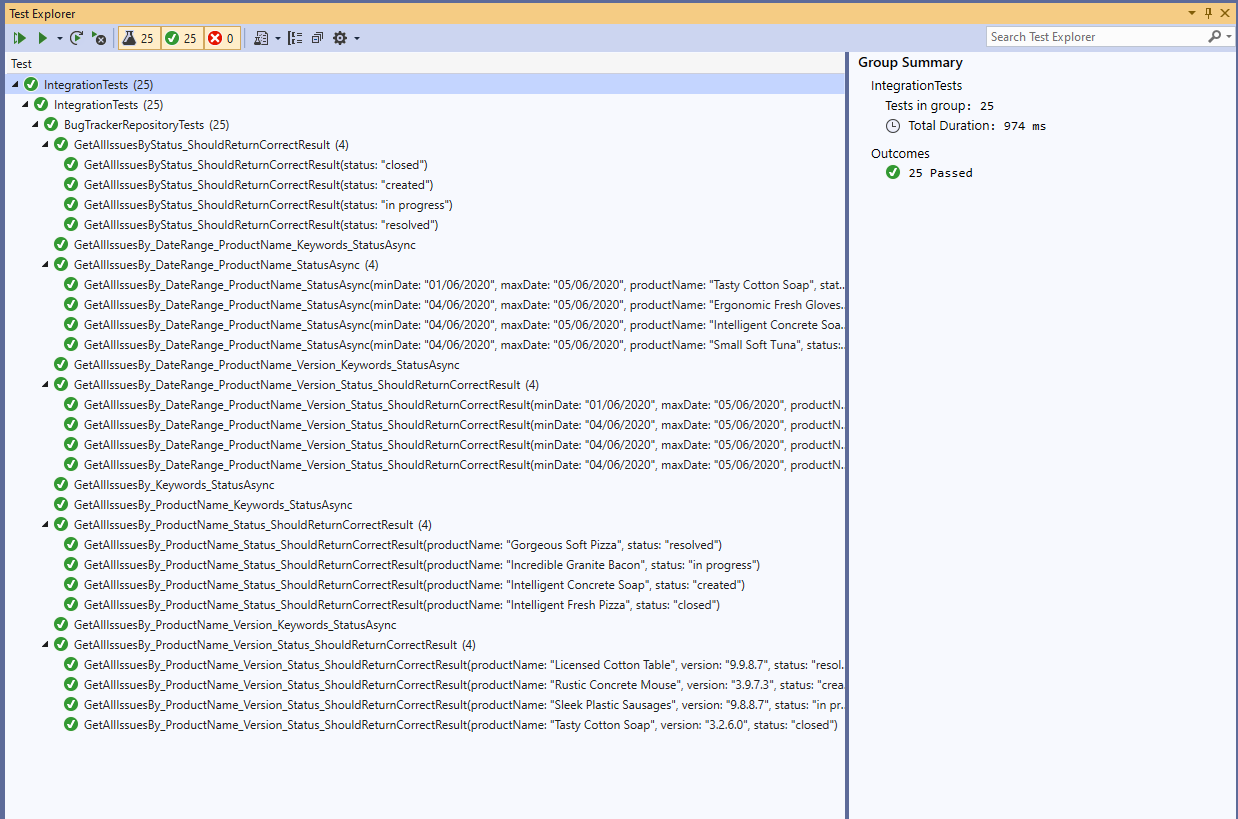 Test Explorer
25 25 0 Search Test Explorer
Test
IntegrationTests (25)
IntegrationTests (25)
BugTrackerRepositoryTests (25)
GetAllIssuesByStatus_ShouldReturnCorrectResult (4)
GetAllIssuesByStatus_ShouldReturnCorrectResult(status: "closed")
GetAllIssuesByStatus_ShouldReturnCorrectResult(status: "created")
GetAllIssuesByStatus_ShouldReturnCorrectResult(status: "in progress")
GetAllIssuesByStatus_ShouldReturnCorrectResult(status: "resolved")
GetAllIssuesBy_DateRange_ProductName_Keywords_StatusAsync
GetAllIssuesBy_DateRange_ProductName_StatusAsync (4)
GetAllIssuesBy_DateRange_ProductName_StatusAsync(minDate: "01/06/2020", maxDate: "05/06/2020", productName: "Tasty Cotton Soap", stat...
GetAllIssuesBy_DateRange_ProductName_StatusAsync(minDate: "04/06/2020", maxDate: "05/06/2020", productName: "Ergonomic Fresh Gloves...
GetAllIssuesBy_DateRange_ProductName_StatusAsync(minDate: "04/06/2020", maxDate: "05/06/2020", productName: "Intelligent Concrete Soa...
GetAllIssuesBy_DateRange_ProductName_StatusAsync(minDate: "04/06/2020", maxDate: "05/06/2020", productName: "Small Soft Tuna", status:...
GetAllIssuesBy_DateRange_ProductName_Version_Keywords_StatusAsync
GetAllIssuesBy_DateRange_ProductName_Version_Status_ShouldReturnCorrectResult (4)
GetAllIssuesBy_DateRange_ProductName_Version_Status_ShouldReturnCorrectResult(minDate: "01/06/2020", maxDate: "05/06/2020", productN...
GetAllIssuesBy_DateRange_ProductName_Version_Status_ShouldReturnCorrectResult(minDate: "04/06/2020", maxDate: "05/06/2020", productN...
GetAllIssuesBy_DateRange_ProductName_Version_Status_ShouldReturnCorrectResult(minDate: "04/06/2020", maxDate: "05/06/2020", productN...
GetAllIssuesBy_DateRange_ProductName_Version_Status_ShouldReturnCorrectResult(minDate: "04/06/2020", maxDate: "05/06/2020", productN...
GetAllIssuesBy_Keywords_StatusAsync
GetAllIssuesBy_ProductName_Keywords_StatusAsync
GetAllIssuesBy_ProductName_Status_ShouldReturnCorrectResult (4)
GetAllIssuesBy_ProductName_Status_ShouldReturnCorrectResult(productName: "Gorgeous Soft Pizza", status: "resolved")
GetAllIssuesBy_ProductName_Status_ShouldReturnCorrectResult(productName: "Incredible Granite Bacon", status: "in progress")
GetAllIssuesBy_ProductName_Status_ShouldReturnCorrectResult(productName: "Intelligent Concrete Soap", status: "created")
GetAllIssuesBy_ProductName_Status_ShouldReturnCorrectResult(productName: "Intelligent Fresh Pizza", status: "closed")
GetAllIssuesBy_ProductName_Version_Keywords_StatusAsync
GetAllIssuesBy_ProductName_Version_Status_ShouldReturnCorrectResult (4)
GetAllIssuesBy_ProductName_Version_Status_ShouldReturnCorrectResult(productName: "Licensed Cotton Table", version: "9.9.8.7", status: "resol...
GetAllIssuesBy_ProductName_Version_Status_ShouldReturnCorrectResult(productName: "Rustic Concrete Mouse", version: "3.9.7.3", status: "crea...
GetAllIssuesBy_ProductName_Version_Status_ShouldReturnCorrectResult(productName: "Sleek Plastic Sausages", version: "9.8.8.7", status: "in pr...
GetAllIssuesBy_ProductName_Version_Status_ShouldReturnCorrectResult(productName: "Tasty Cotton Soap", version: "3.2.6.0", status: "closed")
Group Summary
IntegrationTests
Tests in group: 25
Total Duration: 974 ms
Outcomes
25 Passed